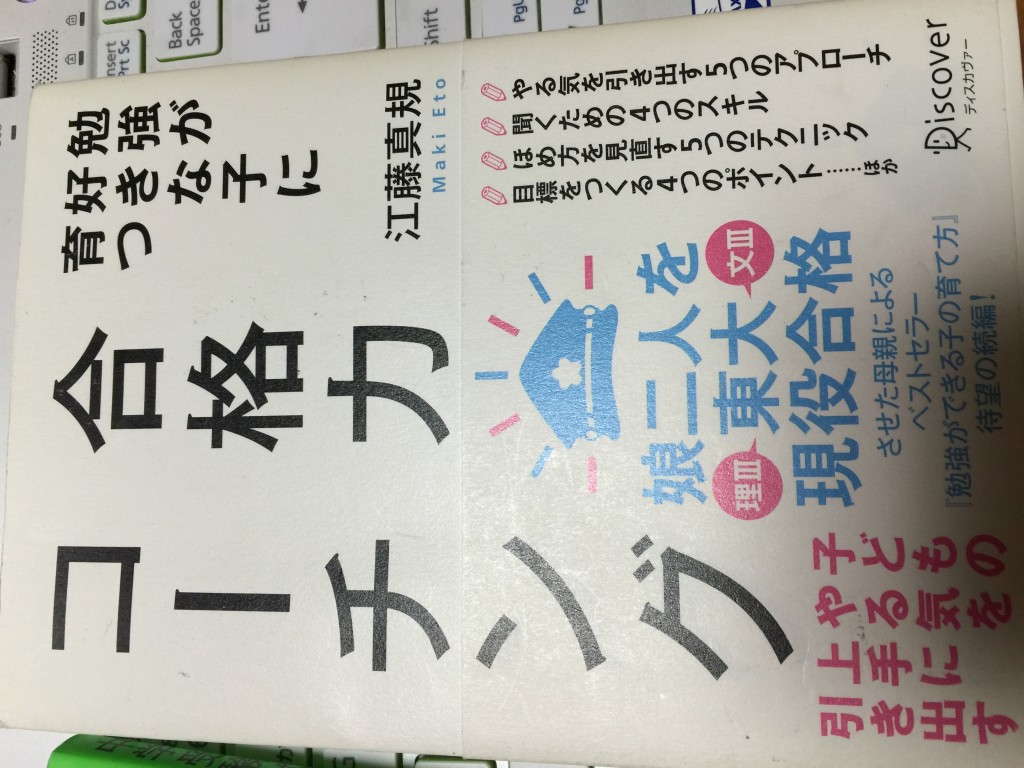 勉強が
好きな子に
育つ
合格力
コーチング
江藤真規
Maki Eto
やる気を引き出す5つのアプローチ
聞くための4つのスキル
ほめ方を見直す5つのテクニック
目標をつくる4つのポイント……ほか
娘二人を
理III 東大 文III
現役合格
させた母親による
ベストセラー
『勉強ができる子の育て方』
待望の続編!
子どもの
やる気を
上手に
引き出す
Discover
ディスカヴァー
Back
Space
Prt Sc
Shift